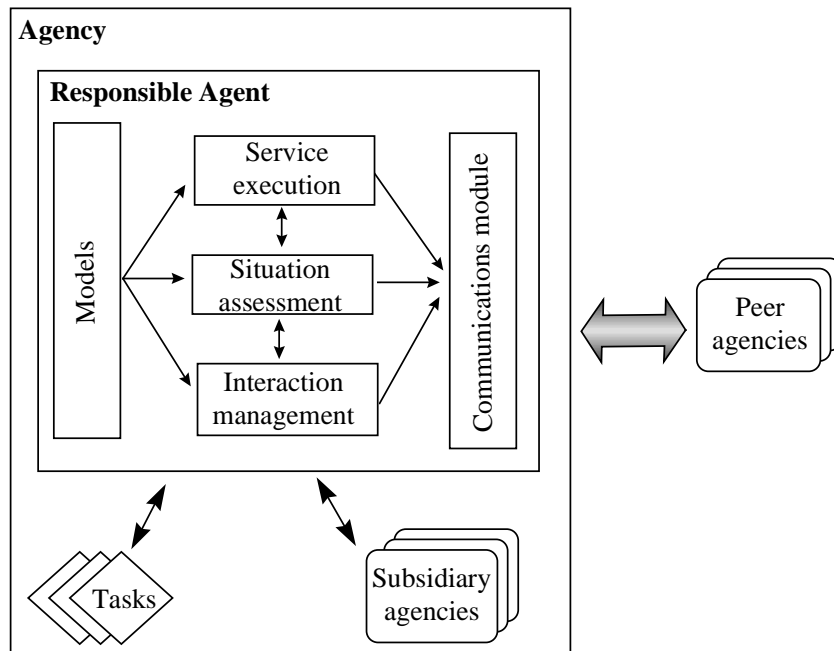 Agency
Responsible Agent
Models
Service
execution
Situation
assessment
Interaction
management
Communications module
Peer
agencies
Tasks
Subsidiary
agencies